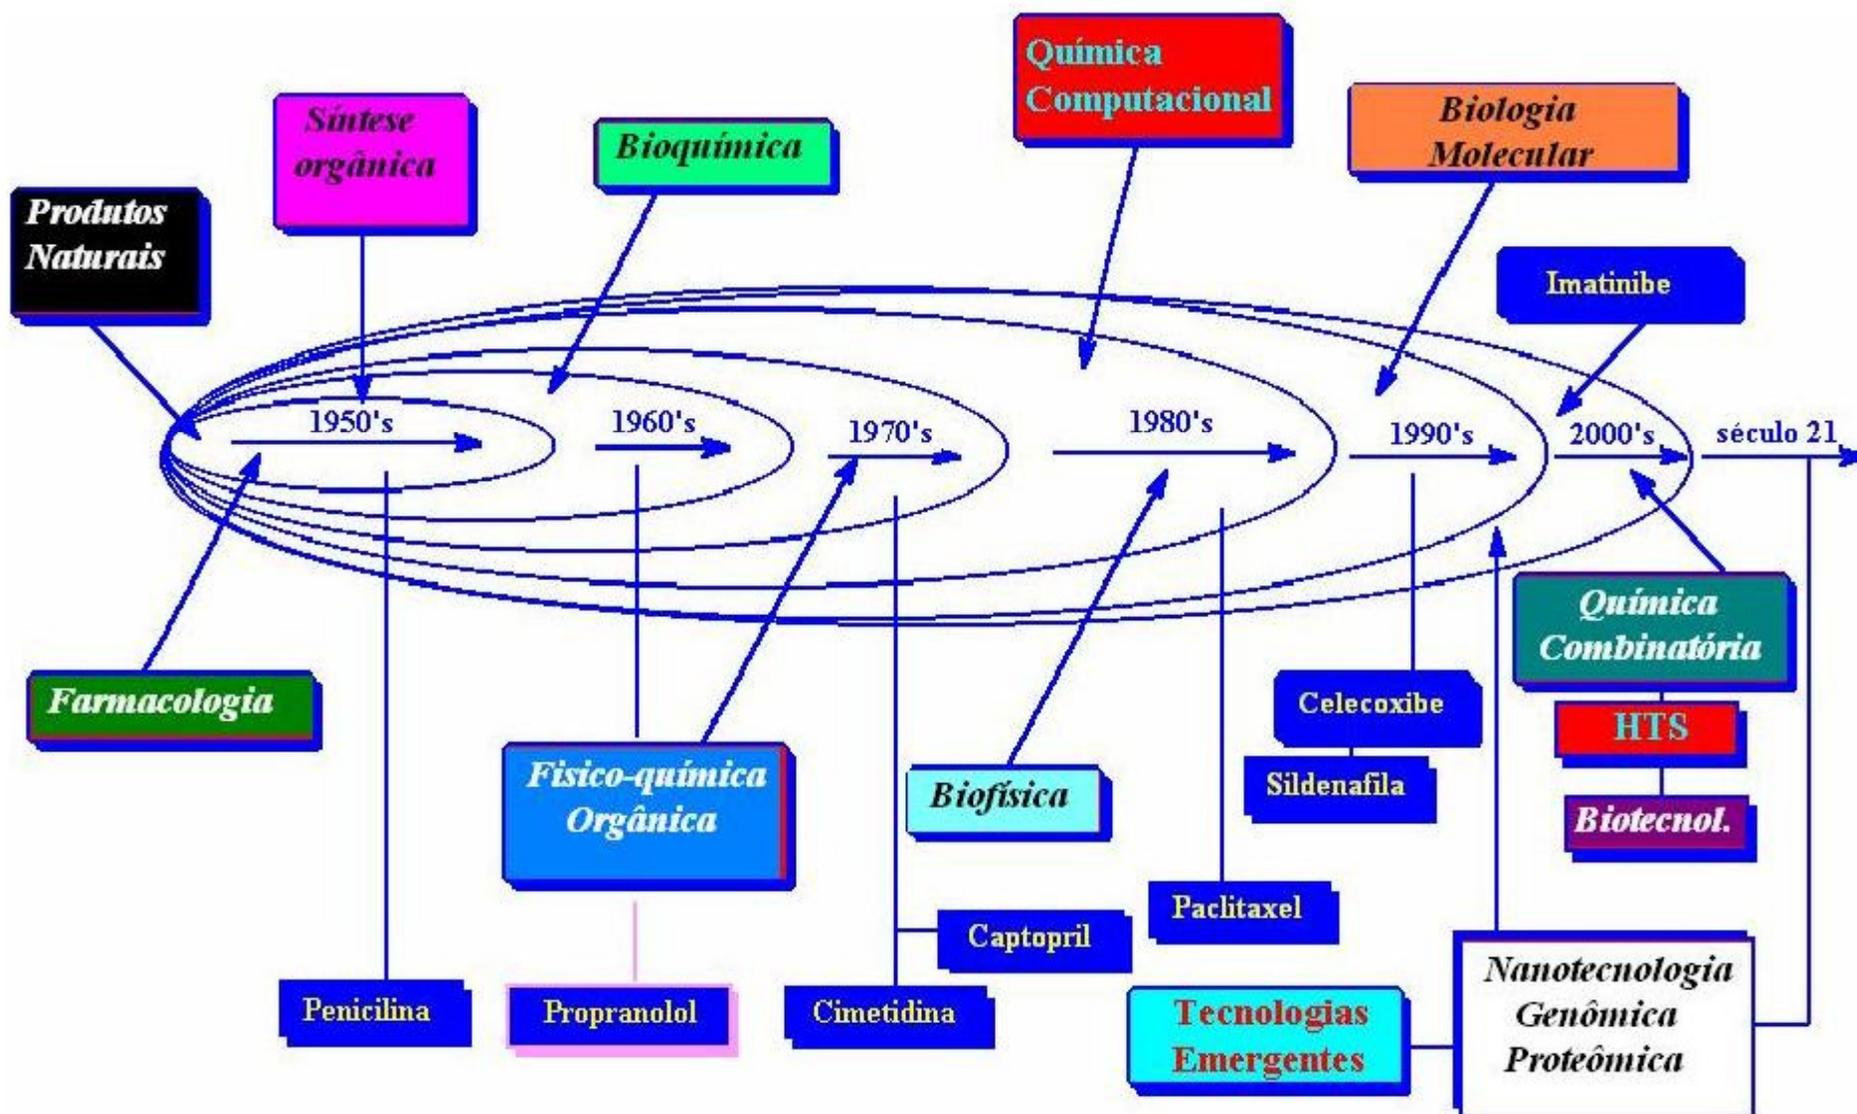 Química
Computacional
Síntese
orgânica
Bioquímica
Biologia
Molecular
Produtos
Naturais
Imatinibe
1950's
1960's
1970's
1980's
1990's
2000's
século 21
Farmacologia
Química
Combinatória
Celecoxibe
HTS
Fisico-química
Orgânica
Biofísica
Sildenafila
Biotecnol.
Paclitaxel
Captopril
Penicilina
Propranolol
Cimetidina
Tecnologias
Emergentes
Nanotecnologia
Genômica
Proteômica